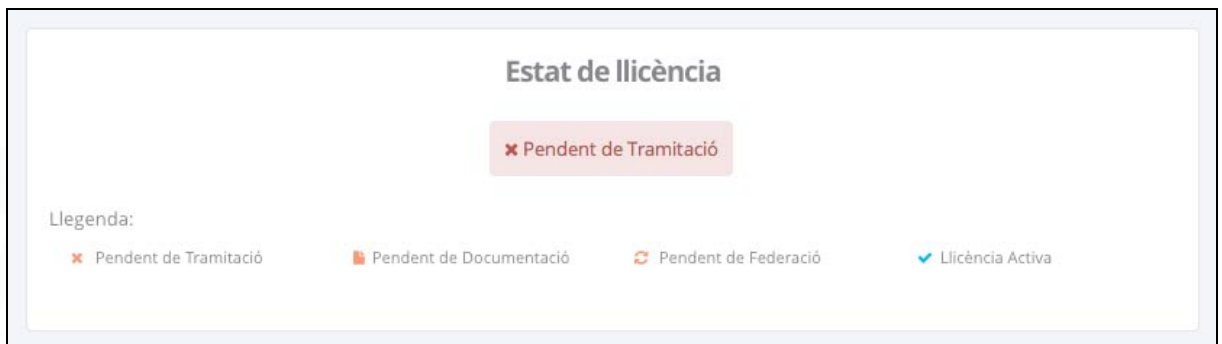 Estat de llicència
Pendent de Tramitació
Llegenda:
Pendent de Tramitació Pendent de Documentació Pendent de Federació Llicència Activa